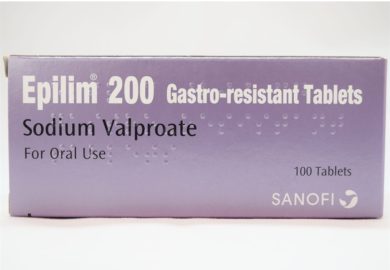 Epilim® 200 Gastro-resistant Tablets
Sodium Valproate
For Oral Use
100 Tablets
SANOFI